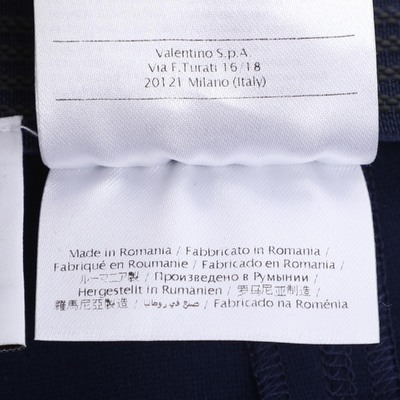 Valentino S.p.A.
Via F.Turati 16/18
20121 Milano (Italy)
Made in Romania / Fabbricato in Romania /
Fabriqué en Roumanie / Fabricado en Romania /
ルーマニア製 / Произведено в Румынии /
Hergestellt in Rumänien / 罗马尼亚制造 /
羅馬尼亞製造 / صنع في روماني / Fabricado na Roménia